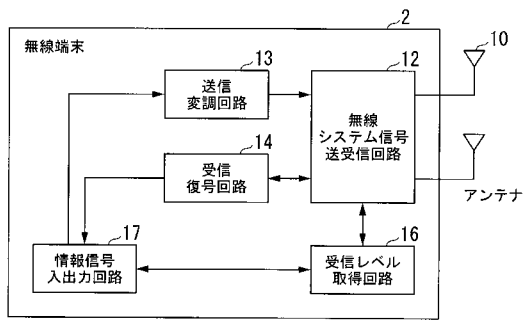 2
10
無線端末
13
12
送信
変調回路
無線
システム信号
送受信回路
14
受信
復号回路
アンテナ
17
16
情報信号
入出力回路
受信レベル
取得回路